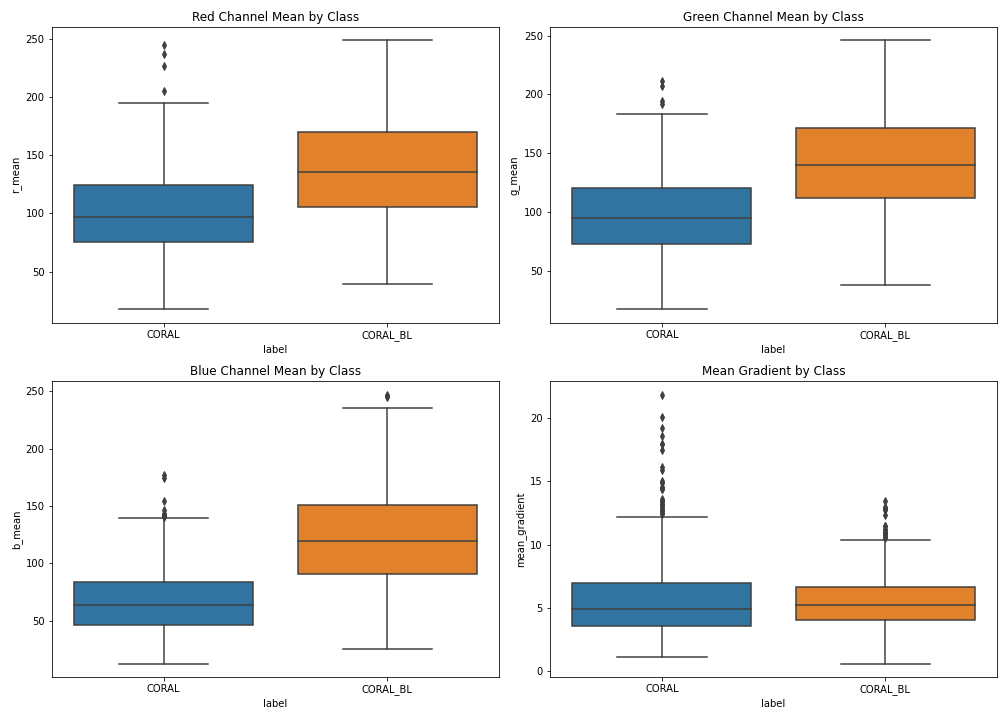 Red Channel Mean by Class
250
200
150
100
50
r_mean
CORAL
CORAL_BL
label
Green Channel Mean by Class
250
200
150
100
50
g_mean
CORAL
CORAL_BL
label
Blue Channel Mean by Class
250
200
150
100
50
b_mean
CORAL
CORAL_BL
label
Mean Gradient by Class
20
15
10
5
0
mean_gradient
CORAL
CORAL_BL
label